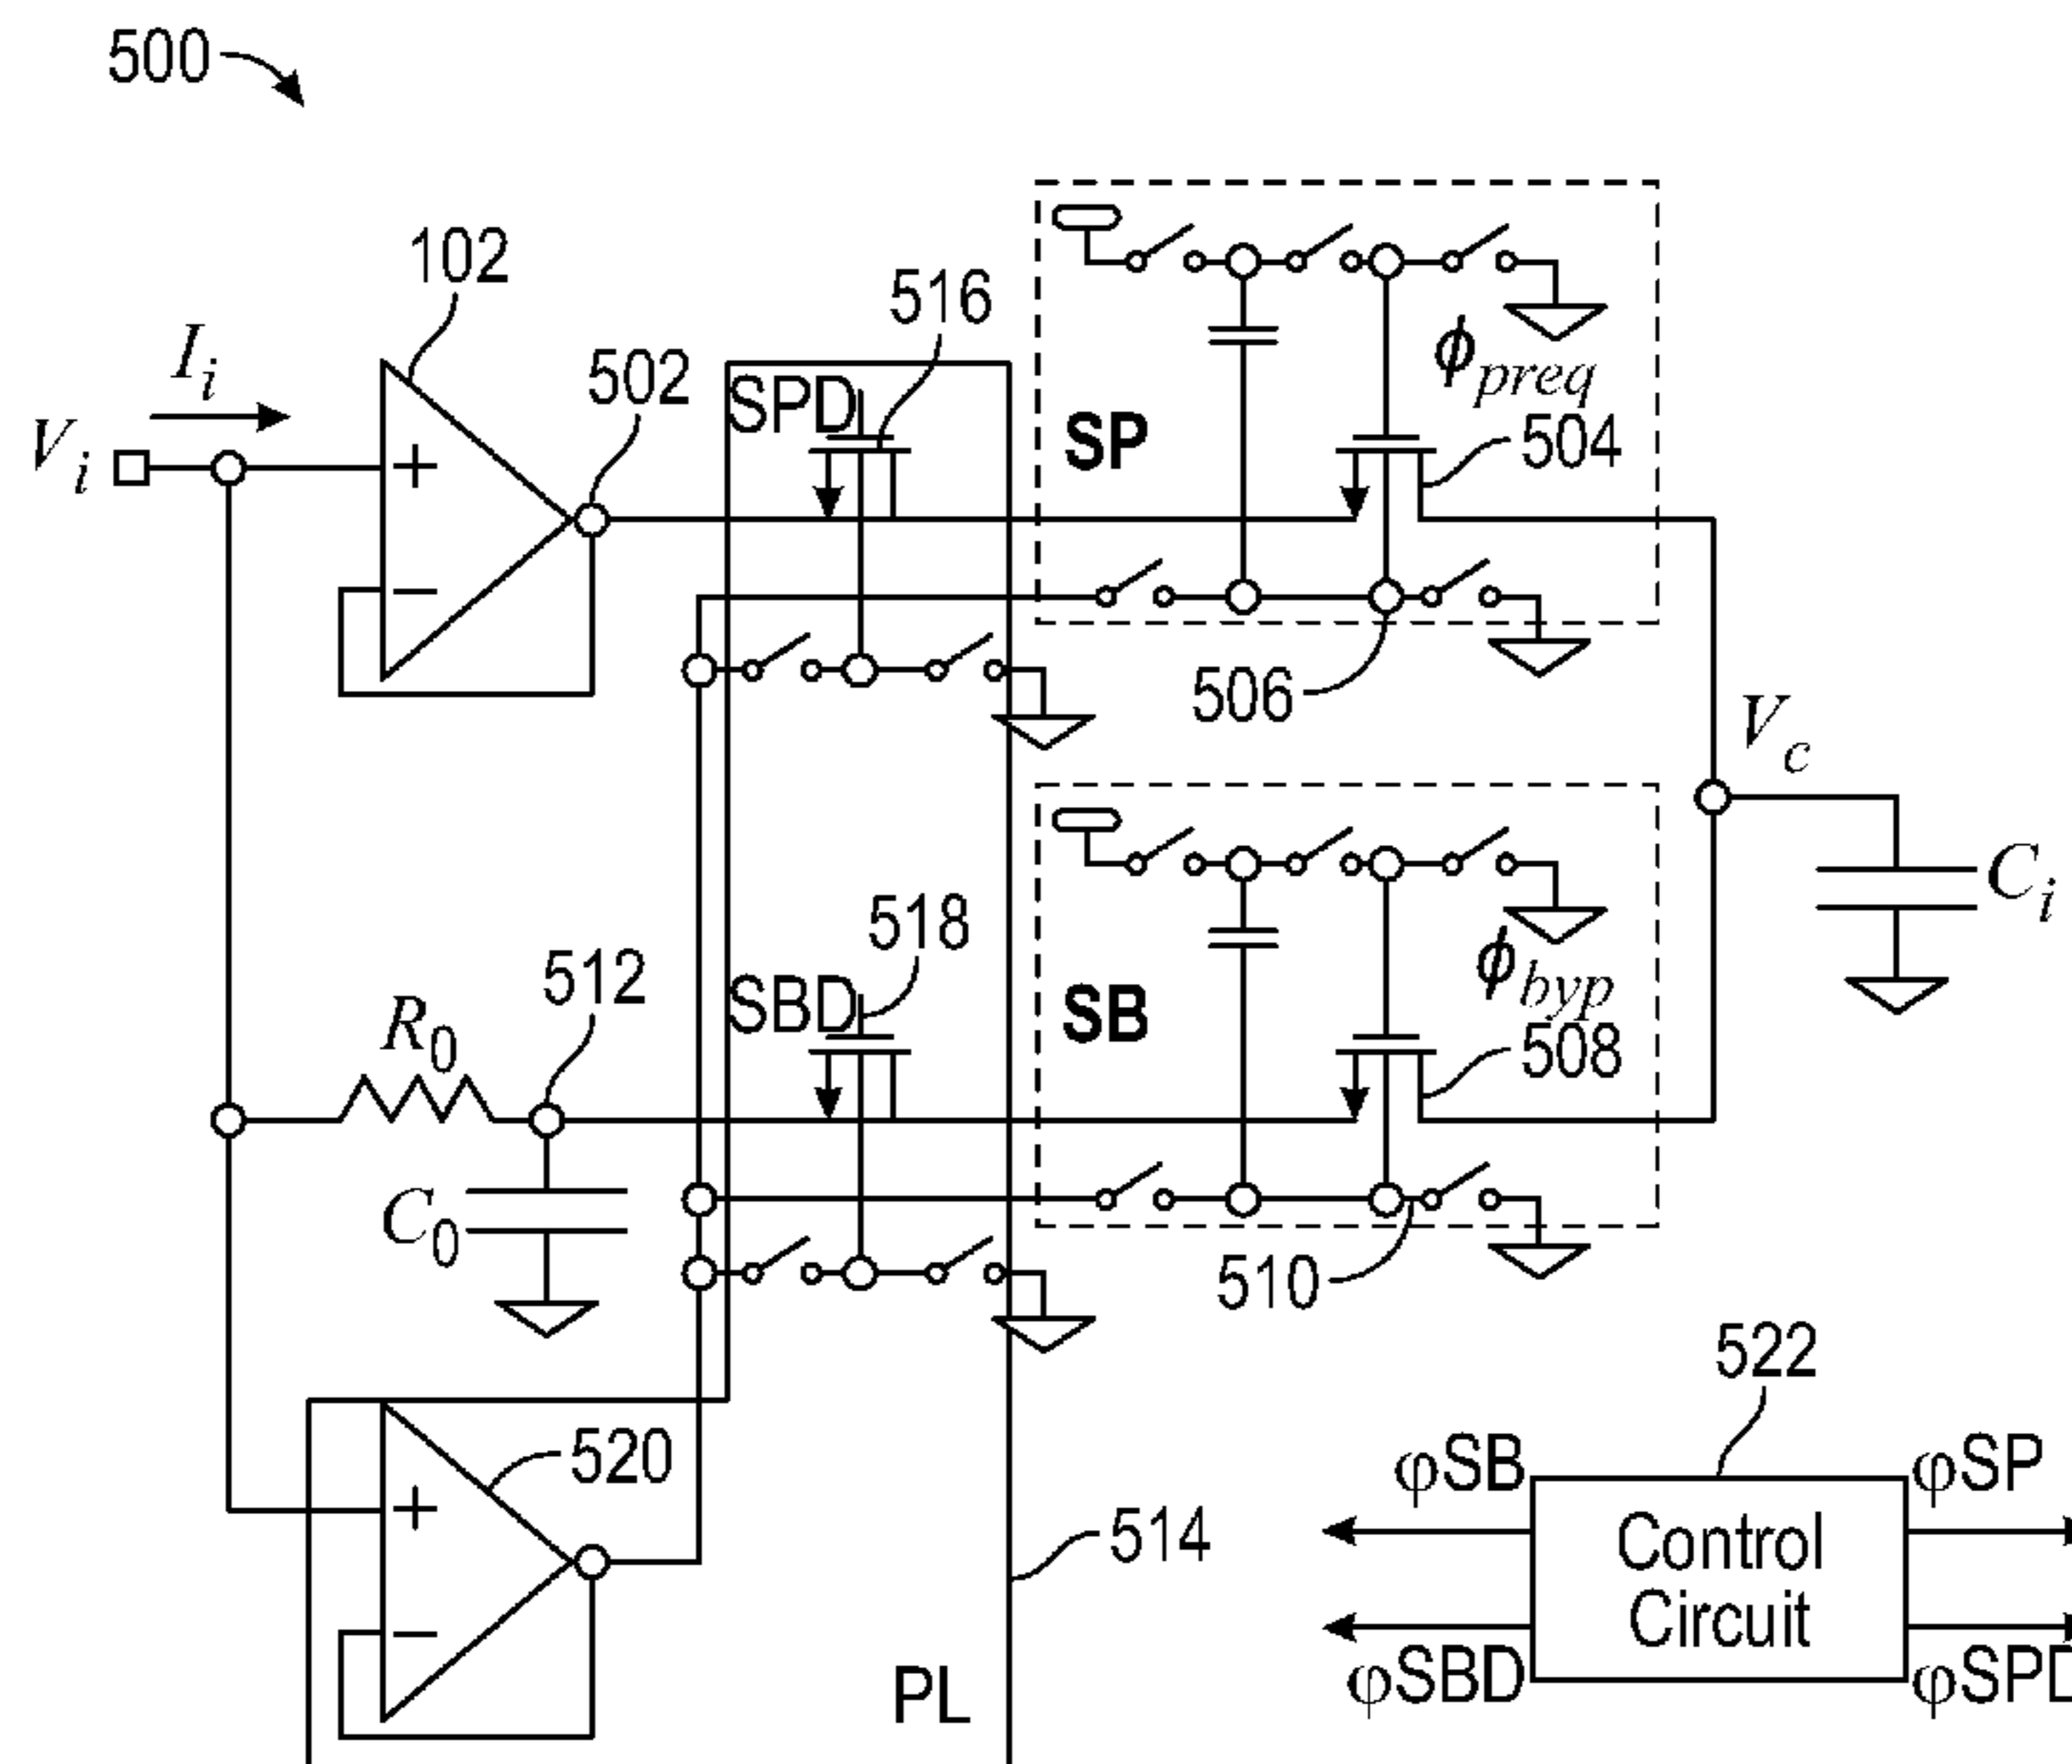 500
102
516
I_i
502
V_i
SPD
+
−
SP
ϕ_preq
504
506
V_c
C_i
518
512
R_0
SBD
SB
ϕ_byp
508
C_0
510
520
+
−
514
PL
522
φSB
φSP
Control
Circuit
φSBD
φSPD